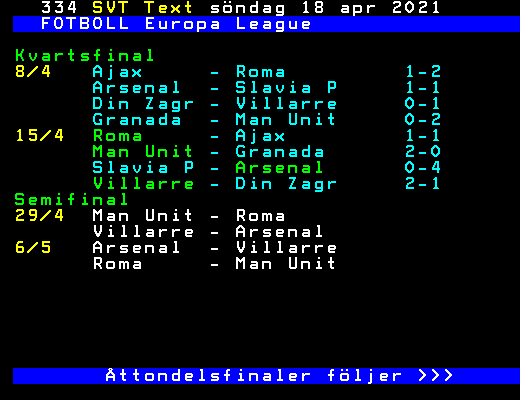 334 SVT Text söndag 18 apr 2021
FOTBOLL Europa League
Kvartsfinal
8/4 Ajax - Roma 1-2
Arsenal - Slavia P 1-1
Din Zagr - Villarre 0-1
Granada - Man Unit 0-2
15/4 Roma - Ajax 1-1
Man Unit - Granada 2-0
Slavia P - Arsenal 0-4
Villarre - Din Zagr 2-1
Semifinal
29/4 Man Unit - Roma
Villarre - Arsenal
6/5 Arsenal - Villarre
Roma - Man Unit
Åttondelsfinaler följer >>>